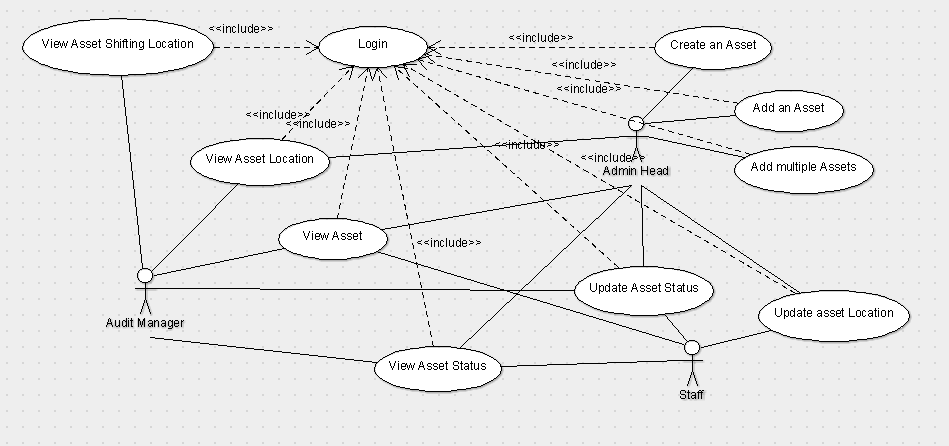 <<include>>
View Asset Shifting Location
Login
<<include>>
Create an Asset
<<include>>
<<include>>
Add an Asset
<<include>>
<<include>>
<<include>>
View Asset Location
<<include>>
Admin Head
Add multiple Assets
View Asset
<<include>>
Update Asset Status
Audit Manager
Update asset Location
View Asset Status
Staff